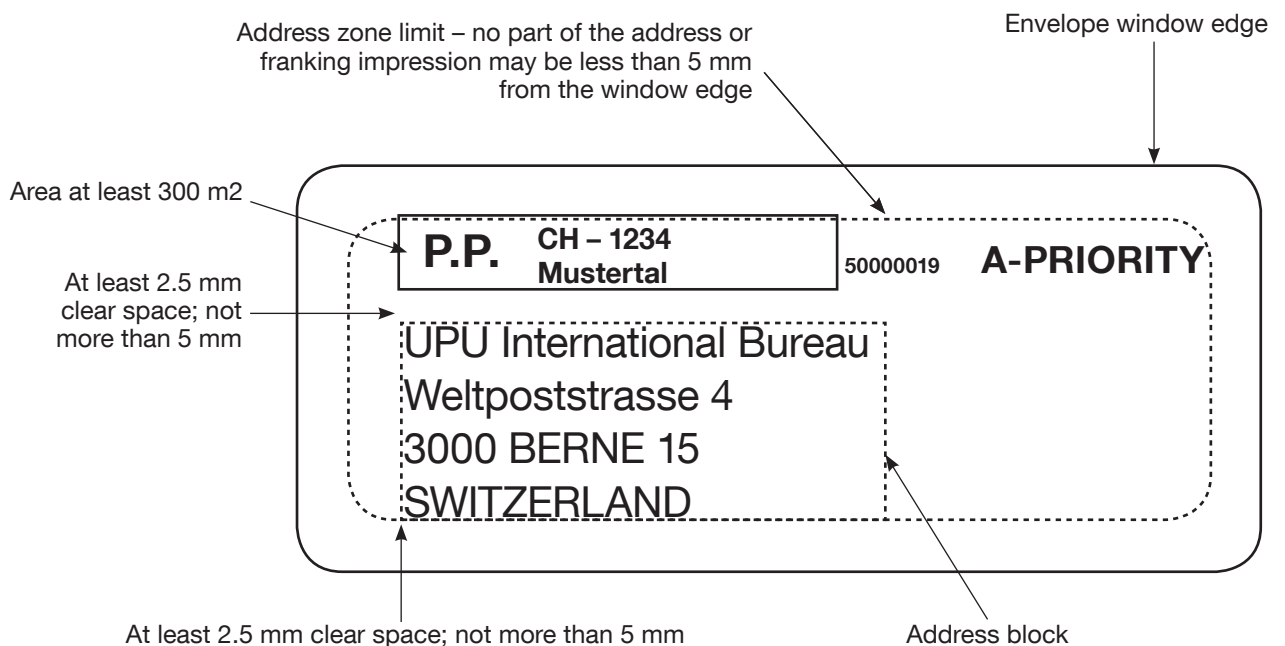 Address zone limit – no part of the address or
franking impression may be less than 5 mm
from the window edge
Envelope window edge
Area at least 300 m2
P.P.
CH – 1234
Mustertal
50000019
A-PRIORITY
At least 2.5 mm
clear space; not
more than 5 mm
UPU International Bureau
Weltpoststrasse 4
3000 BERNE 15
SWITZERLAND
At least 2.5 mm clear space; not more than 5 mm
Address block